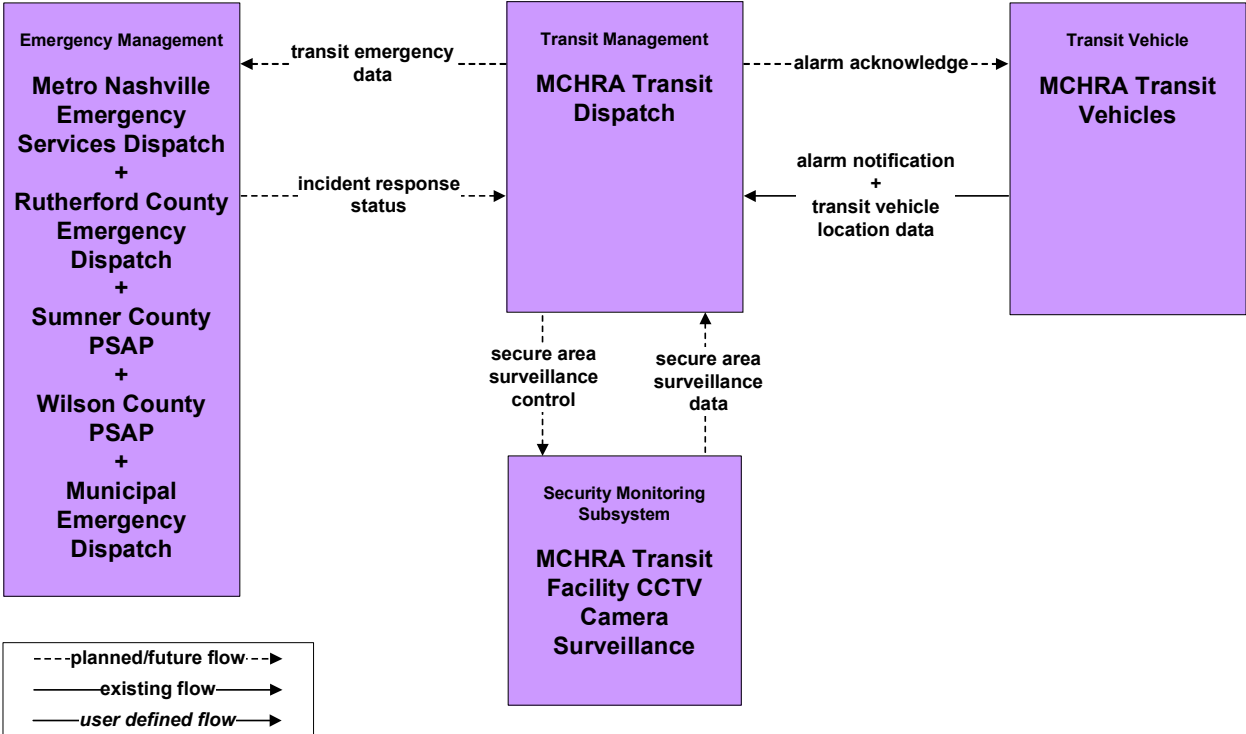 Emergency Management
Metro Nashville
Emergency
Services Dispatch
+
Rutherford County
Emergency
Dispatch
+
Sumner County
PSAP
+
Wilson County
PSAP
+
Municipal
Emergency
Dispatch
transit emergency
data
incident response
status
Transit Management
MCHRA Transit
Dispatch
alarm acknowledge
alarm notification
+
transit vehicle
location data
Transit Vehicle
MCHRA Transit
Vehicles
secure area
surveillance
control
secure area
surveillance
data
Security Monitoring
Subsystem
MCHRA Transit
Facility CCTV
Camera
Surveillance
planned/future flow
existing flow
user defined flow